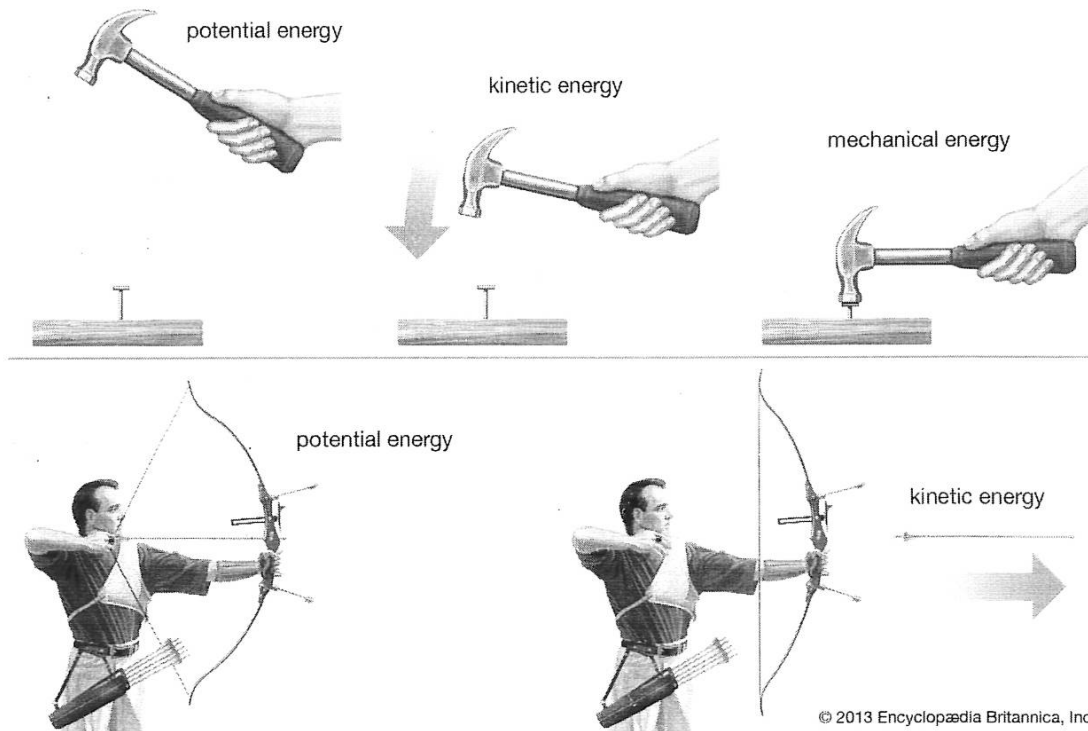 potential energy
kinetic energy
mechanical energy
potential energy
kinetic energy
© 2013 Encyclopædia Britannica, Inc